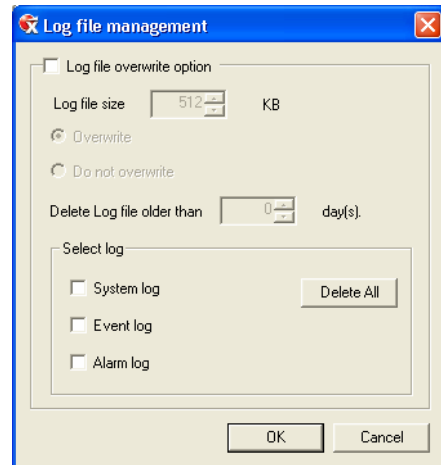 Log file management
Log file overwrite option
Log file size 512 KB
Overwrite
Do not overwrite
Delete Log file older than 0 day(s).
Select log
System log Delete All
Event log
Alarm log
OK Cancel